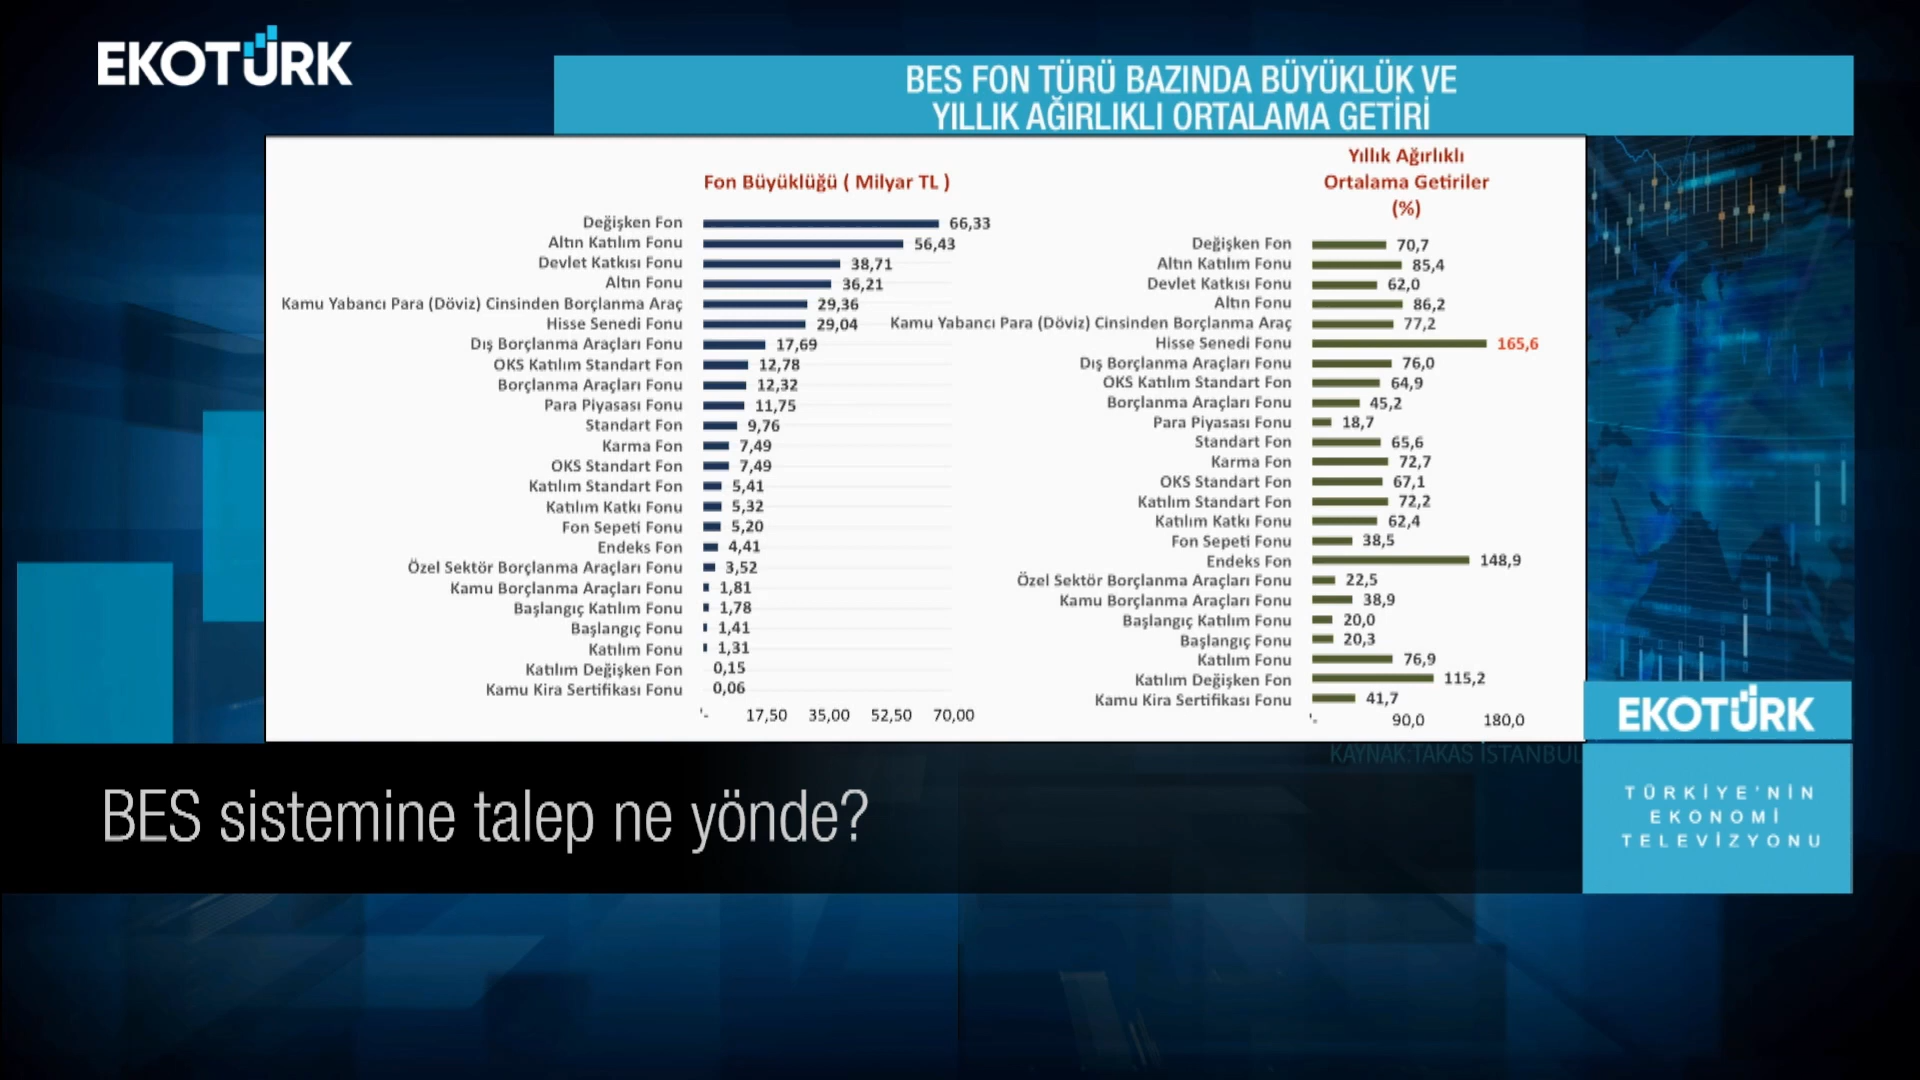 EKOTÜRK
BES FON TÜRÜ BAZINDA BÜYÜKLÜK VE
YILLIK AĞIRLIKLI ORTALAMA GETİRİ
Fon Büyüklüğü ( Milyar TL )
Değişken Fon 66,33
Altın Katılım Fonu 56,43
Devlet Katkısı Fonu 38,71
Altın Fonu 36,21
Kamu Yabancı Para (Döviz) Cinsinden Borçlanma Araç 29,36
Hisse Senedi Fonu 29,04
Dış Borçlanma Araçları Fonu 17,69
OKS Katılım Standart Fon 12,78
Borçlanma Araçları Fonu 12,32
Para Piyasası Fonu 11,75
Standart Fon 9,76
Karma Fon 7,49
OKS Standart Fon 7,49
Katılım Standart Fon 5,41
Katılım Katkı Fonu 5,32
Fon Sepeti Fonu 5,20
Endeks Fon 4,41
Özel Sektör Borçlanma Araçları Fonu 3,52
Kamu Borçlanma Araçları Fonu 1,81
Başlangıç Katılım Fonu 1,78
Başlangıç Fonu 1,41
Katılım Fonu 1,31
Katılım Değişken Fon 0,15
Kamu Kira Sertifikası Fonu 0,06
'- 17,50 35,00 52,50 70,00
Yıllık Ağırlıklı
Ortalama Getiriler
(%)
Değişken Fon 70,7
Altın Katılım Fonu 85,4
Devlet Katkısı Fonu 62,0
Altın Fonu 86,2
Kamu Yabancı Para (Döviz) Cinsinden Borçlanma Araç 77,2
Hisse Senedi Fonu 165,6
Dış Borçlanma Araçları Fonu 76,0
OKS Katılım Standart Fon 64,9
Borçlanma Araçları Fonu 45,2
Para Piyasası Fonu 18,7
Standart Fon 65,6
Karma Fon 72,7
OKS Standart Fon 67,1
Katılım Standart Fon 72,2
Katılım Katkı Fonu 62,4
Fon Sepeti Fonu 38,5
Endeks Fon 148,9
Özel Sektör Borçlanma Araçları Fonu 22,5
Kamu Borçlanma Araçları Fonu 38,9
Başlangıç Katılım Fonu 20,0
Başlangıç Fonu 20,3
Katılım Fonu 76,9
Katılım Değişken Fon 115,2
Kamu Kira Sertifikası Fonu 41,7
'- 90,0 180,0
EKOTÜRK
KAYNAK:TAKAS İSTANBUL
TÜRKİYE'NİN
EKONOMİ
TELEVİZYONU
BES sistemine talep ne yönde?